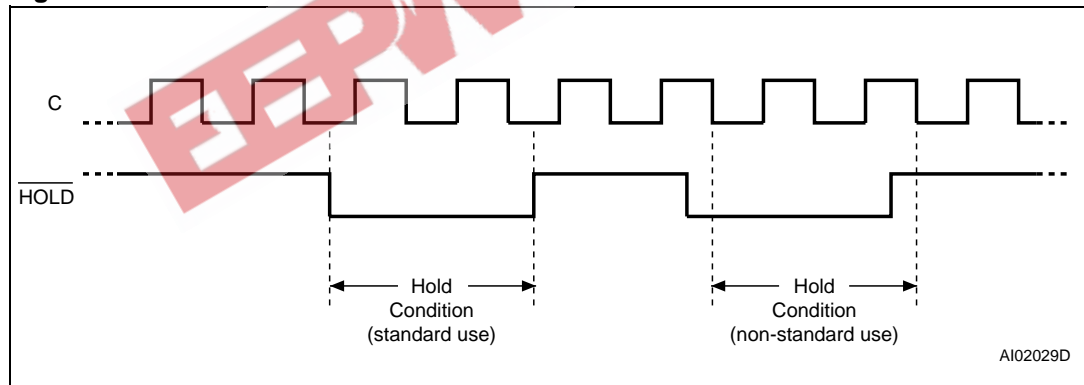 C
HOLD
Hold
Condition
(standard use)
Hold
Condition
(non-standard use)
AI02029D